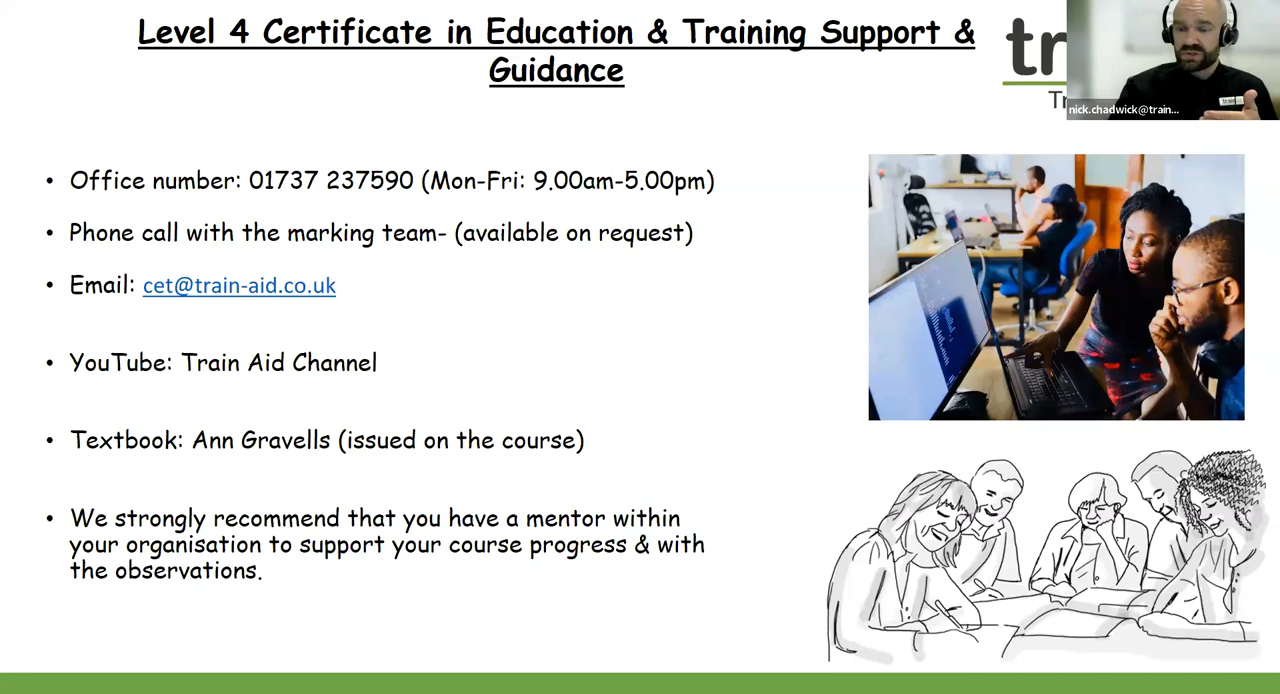 Level 4 Certificate in Education & Training Support &
Guidance
nick.chadwick@train...
• Office number: 01737 237590 (Mon-Fri: 9.00am-5.00pm)
• Phone call with the marking team- (available on request)
• Email: cet@train-aid.co.uk
• YouTube: Train Aid Channel
• Textbook: Ann Gravells (issued on the course)
• We strongly recommend that you have a mentor within
your organisation to support your course progress & with
the observations.